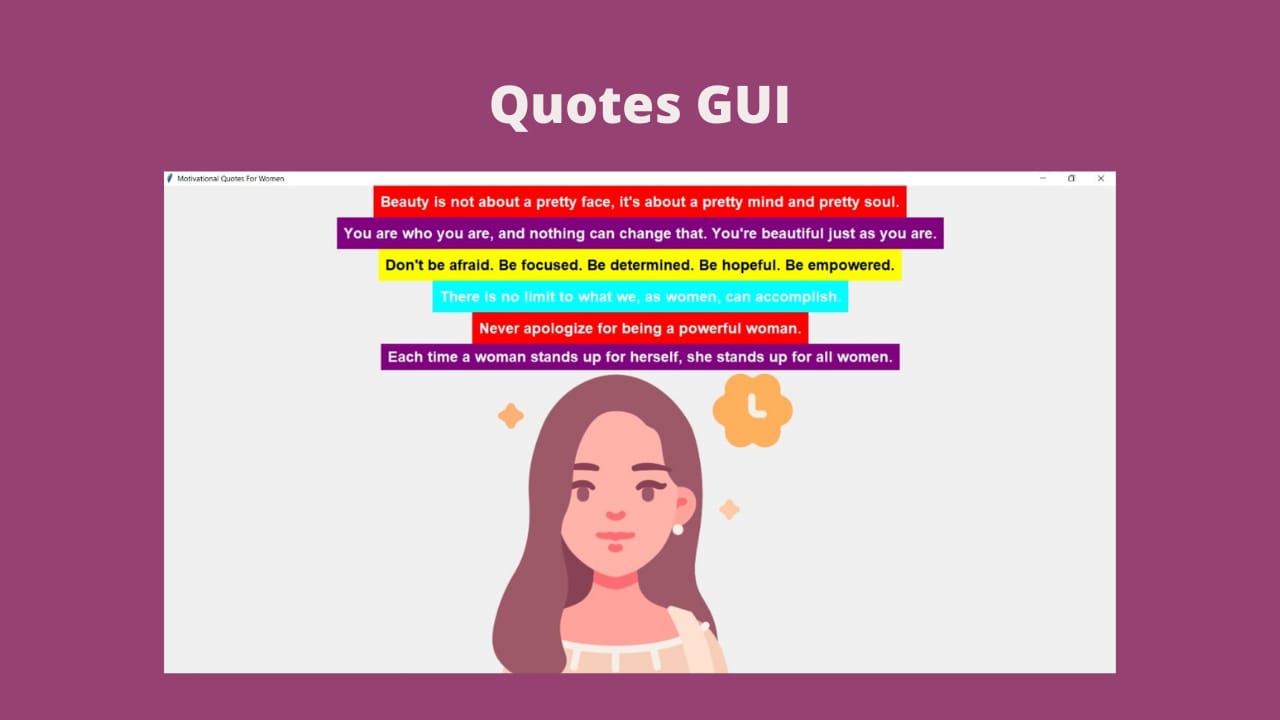 Quotes GUI
Motivational Quotes For Women
Beauty is not about a pretty face, it's about a pretty mind and pretty soul.
You are who you are, and nothing can change that. You're beautiful just as you are.
Don't be afraid. Be focused. Be determined. Be hopeful. Be empowered.
There is no limit to what we, as women, can accomplish.
Never apologize for being a powerful woman.
Each time a woman stands up for herself, she stands up for all women.